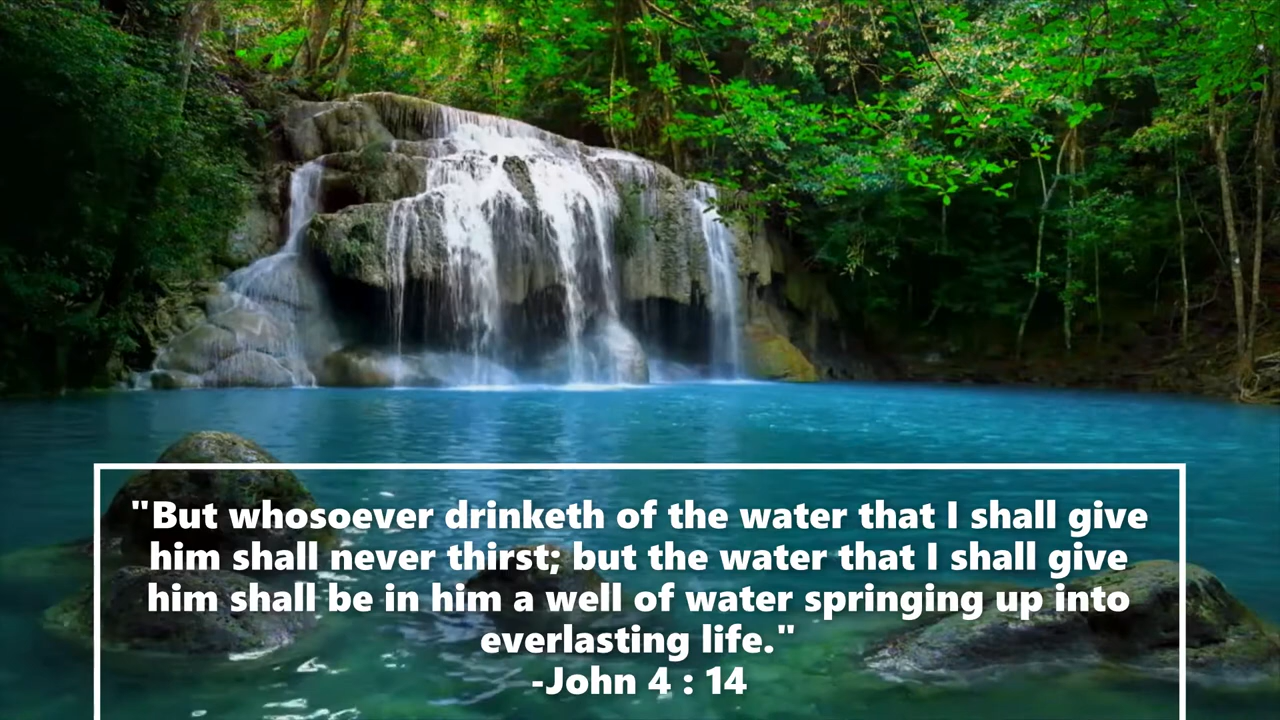 "But whosoever drinketh of the water that I shall give
him shall never thirst; but the water that I shall give
him shall be in him a well of water springing up into
everlasting life."
-John 4 : 14